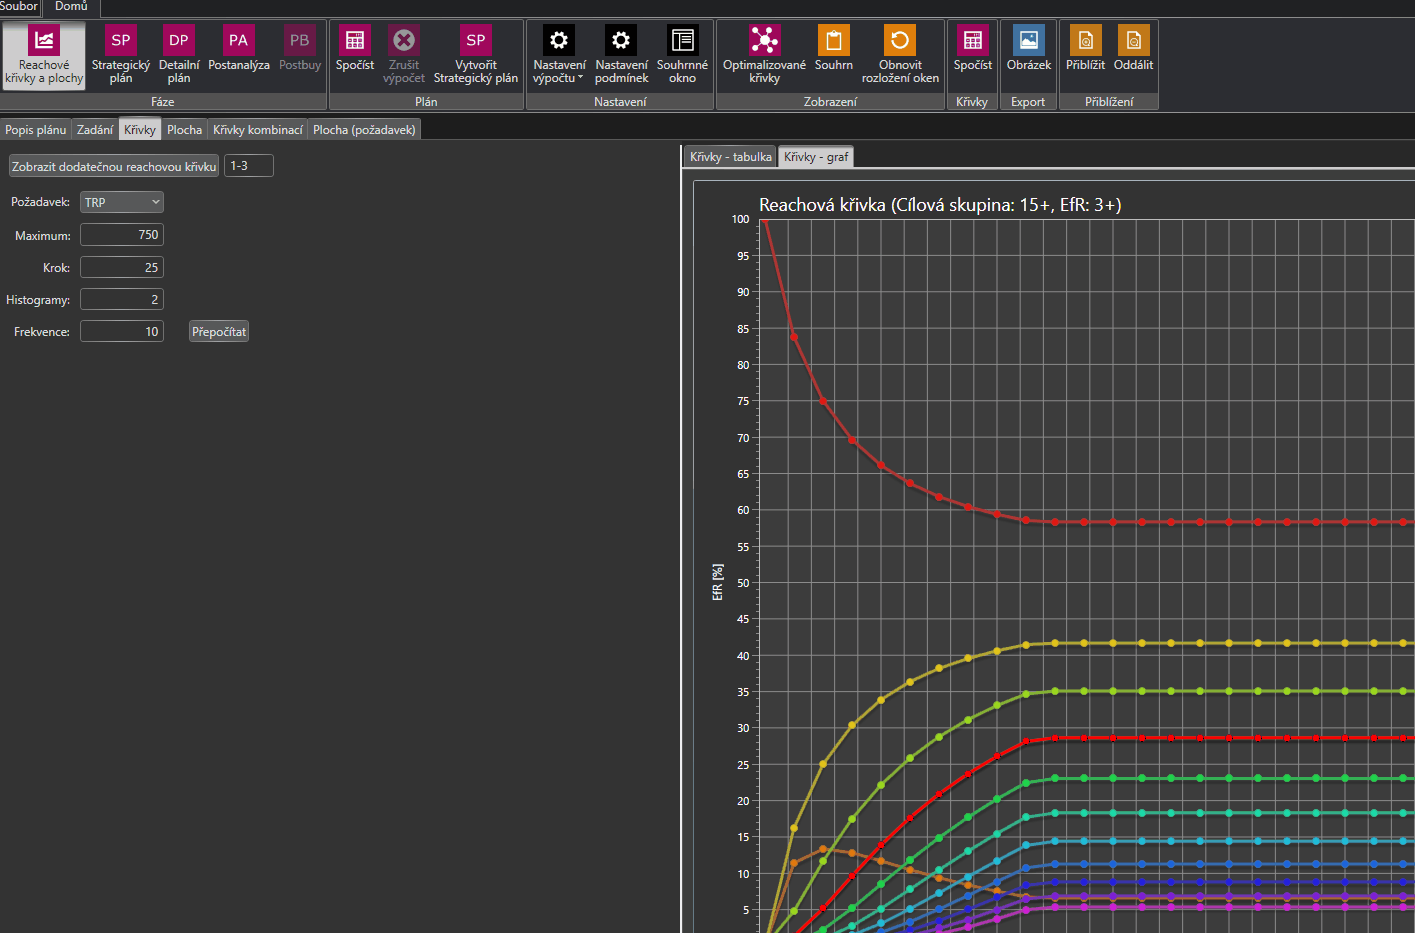 Soubor
Domů
Reachové
křivky a plochy
SP
Strategický
plán
DP
Detailní
plán
PA
Postanalýza
PB
Postbuy
Fáze
Spočíst
Zrušit
výpočet
SP
Vytvořit
Strategický plán
Plán
Nastavení
výpočtu
Nastavení
podmínek
Souhrnné
okno
Nastavení
Optimalizované
křivky
Souhrn
Obnovit
rozložení oken
Zobrazení
Spočíst
Křivky
Obrázek
Export
Přiblížit
Oddálit
Přiblížení
Popis plánu
Zadání
Křivky
Plocha
Křivky kombinací
Plocha (požadavek)
Zobrazit dodatečnou reachovou křivku
1-3
Požadavek:
TRP
Maximum:
750
Krok:
25
Histogramy:
2
Frekvence:
10
Přepočítat
Křivky - tabulka
Křivky - graf
Reachová křivka (Cílová skupina: 15+, EfR: 3+)
100
95
90
85
80
75
70
65
60
55
50
45
40
35
30
25
20
15
10
5
EfR [%]